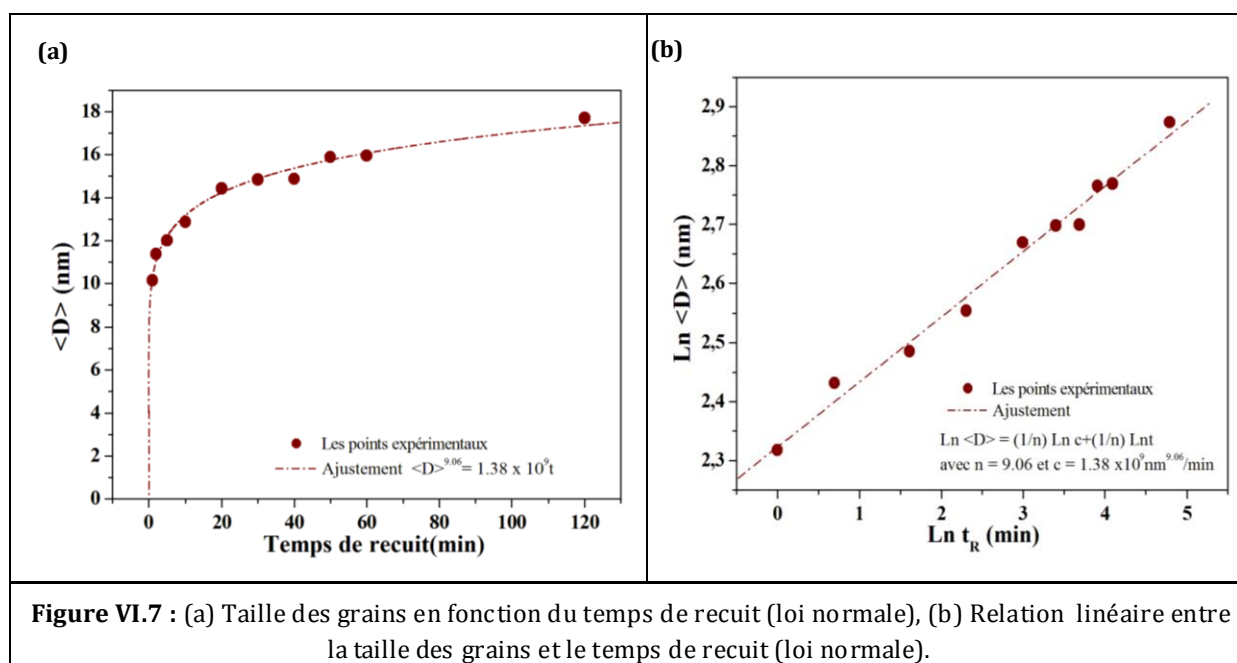 (a)
18
16
14
12
10
8
6
4
2
0
<D> (nm)
Les points expérimentaux
Ajustement <D>^9.06 = 1.38 x 10^9t
0 20 40 60 80 100 120
Temps de recuit(min)
(b)
2,9
2,8
2,7
2,6
2,5
2,4
2,3
Ln <D> (nm)
Les points expérimentaux
Ajustement
Ln <D> = (1/n) Ln c+(1/n) Lnt
avec n = 9.06 et c = 1.38 x10^9nm^9.06/min
0 1 2 3 4 5
Ln t_R (min)
Figure VI.7 : (a) Taille des grains en fonction du temps de recuit (loi normale), (b) Relation linéaire entre
la taille des grains et le temps de recuit (loi normale).